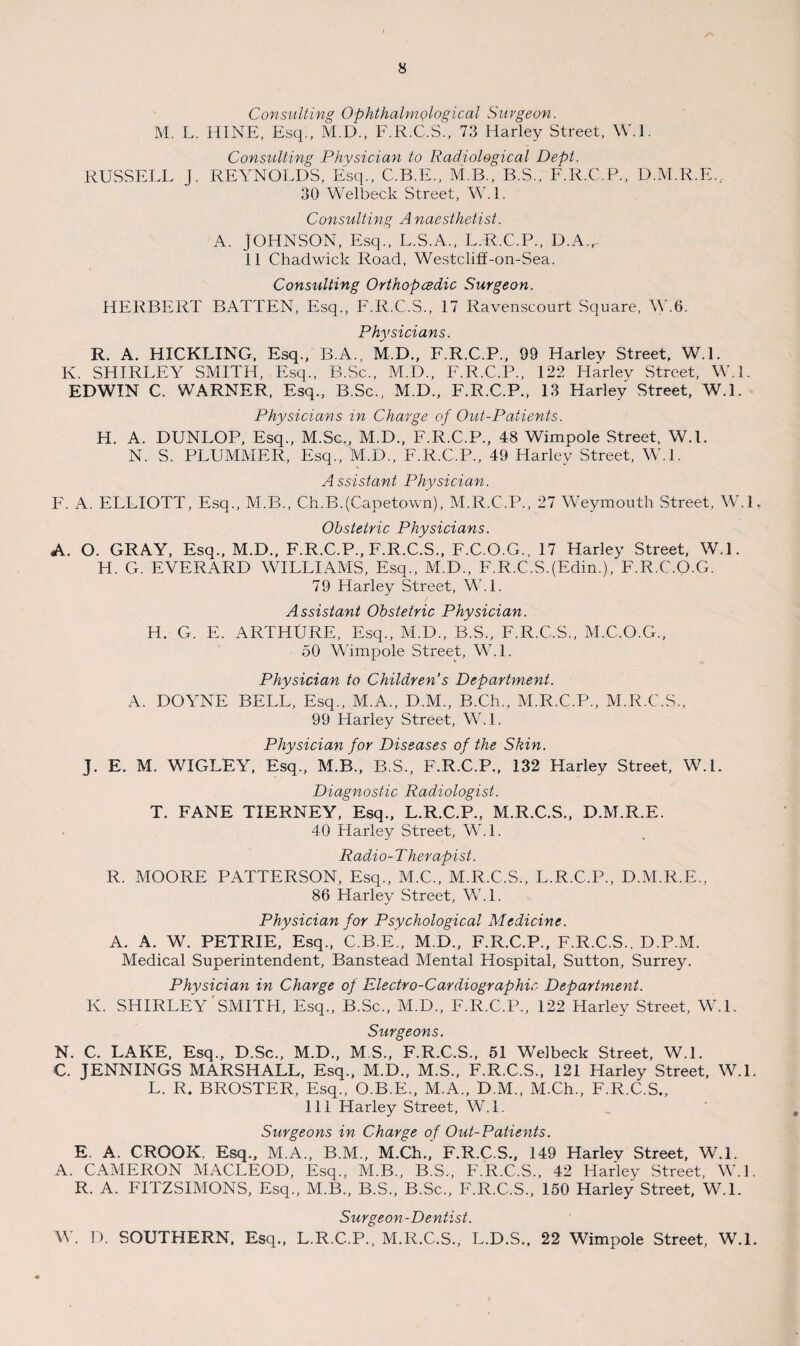 8
Consulting Ophthalmological Surgeon.
M. L. HINE, Esq., M.D., F.R.C.S., 73 Harley Street, W.1.
Consulting Physician to Radiological Dept.
RUSSELL J. REYNOLDS, Esq., C.B.E., M.B., B.S., F.R.C.P., D.M.R.E.,
30 Welbeck Street, W.1.
Consulting Anaesthetist.
A. JOHNSON, Esq., L.S.A., L.R.C.P., D.A.,
11 Chadwick Road, Westcliff-on-Sea.
Consulting Orthopædic Surgeon.
HERBERT BATTEN, Esq., F.R.C.S., 17 Ravenscourt Square, W.6.
Physicians.
R. A. HICKLING, Esq., B.A., M.D., F.R.C.P., 99 Harley Street, W.1.
K. SHIRLEY SMITH, Esq., B.Sc., M.D., F.R.C.P., 122 Harley Street, W.1.
EDWIN C. WARNER, Esq., B.Sc., M.D., F.R.C.P., 13 Harley Street, W.1.
Physicians in Charge of Out-Patients.
H. A. DUNLOP, Esq., M.Sc., M.D., F.R.C.P., 48 Wimpole Street, W.1.
N. S. PLUMMER, Esq., M.D., F.R.C.P., 49 Harley Street, W.1.
Assistant Physician.
F. A. ELLIOTT, Esq., M.B., Ch.B.(Capetown), M.R.C.P., 27 Weymouth Street, W.1.
Obstetric Physicians.
A. O. GRAY, Esq., M.D., F.R.C.P., F.R.C.S., F.C.O.G., 17 Harley Street, W.1.
H. G. EVERARD WILLIAMS, Esq., M.D., F.R.C.S.(Edin.), F.R.C.O.G.
79 Harley Street, W.1.
Assistant Obstetric Physician.
H. G. E. ARTHURE, Esq., M.D., B.S., F.R.C.S., M.C.O.G.,
50 Wimpole Street, W.1.
Physician to Children's Department.
A. DOYNE BELL, Esq., M.A., D.M., B.Ch., M.R.C.P., M.R.C.S.,
99 Harley Street, W.1.
Physician for Diseases of the Skin.
J. E. M. WIGLEY, Esq., M.B., B.S., F.R.C.P., 132 Harley Street, W.1.
Diagnostic Radiologist.
T. FANE TIERNEY, Esq., L.R.C.P., M.R.C.S., D.M.R.E.
40 Harley Street, W.1.
Radio-Therapist.
R. MOORE PATTERSON, Esq., M.C., M.R.C.S., L.R.C.P., D.M.R.E.,
86 Harley Street, W.1.
Physician for Psychological Medicine.
A. A. W. PETRIE, Esq., C.B.E., M.D., F.R.C.P., F.R.C.S., D.P.M.
Medical Superintendent, Banstead Mental Hospital, Sutton, Surrey.
Physician in Charge of Electro-Cardiographic Department.
K. SHIRLEY SMITH, Esq., B.Sc., M.D., F.R.C.P., 122 Harley Street, W.1.
Surgeons.
N. C. LAKE, Esq., D.Sc., M.D., M.S., F.R.C.S., 51 Welbeck Street, W.1.
C. JENNINGS MARSHALL, Esq., M.D., M.S., F.R.C.S., 121 Harley Street, W.1.
L. R. BROSTER, Esq., O.B.E., M.A., D.M., M.Ch., F.R.C.S.,
111 Harley Street, W.1.
Surgeons in Charge of Out-Patients.
E. A. CROOK, Esq., M.A., B.M., M.Ch., F.R.C.S., 149 Harley Street, W.1.
A. CAMERON MACLEOD, Esq., M.B., B.S., F.R.C.S., 42 Harley Street, W.1.
R. A. FITZSIMONS, Esq., M.B., B.S., B.Sc., F.R.C.S., 150 Harley Street, W.1.
Surgeon-Dentist.
W. D. SOUTHERN, Esq., L.R.C.P., M.R.C.S., L.D.S., 22 Wimpole Street, W.1.